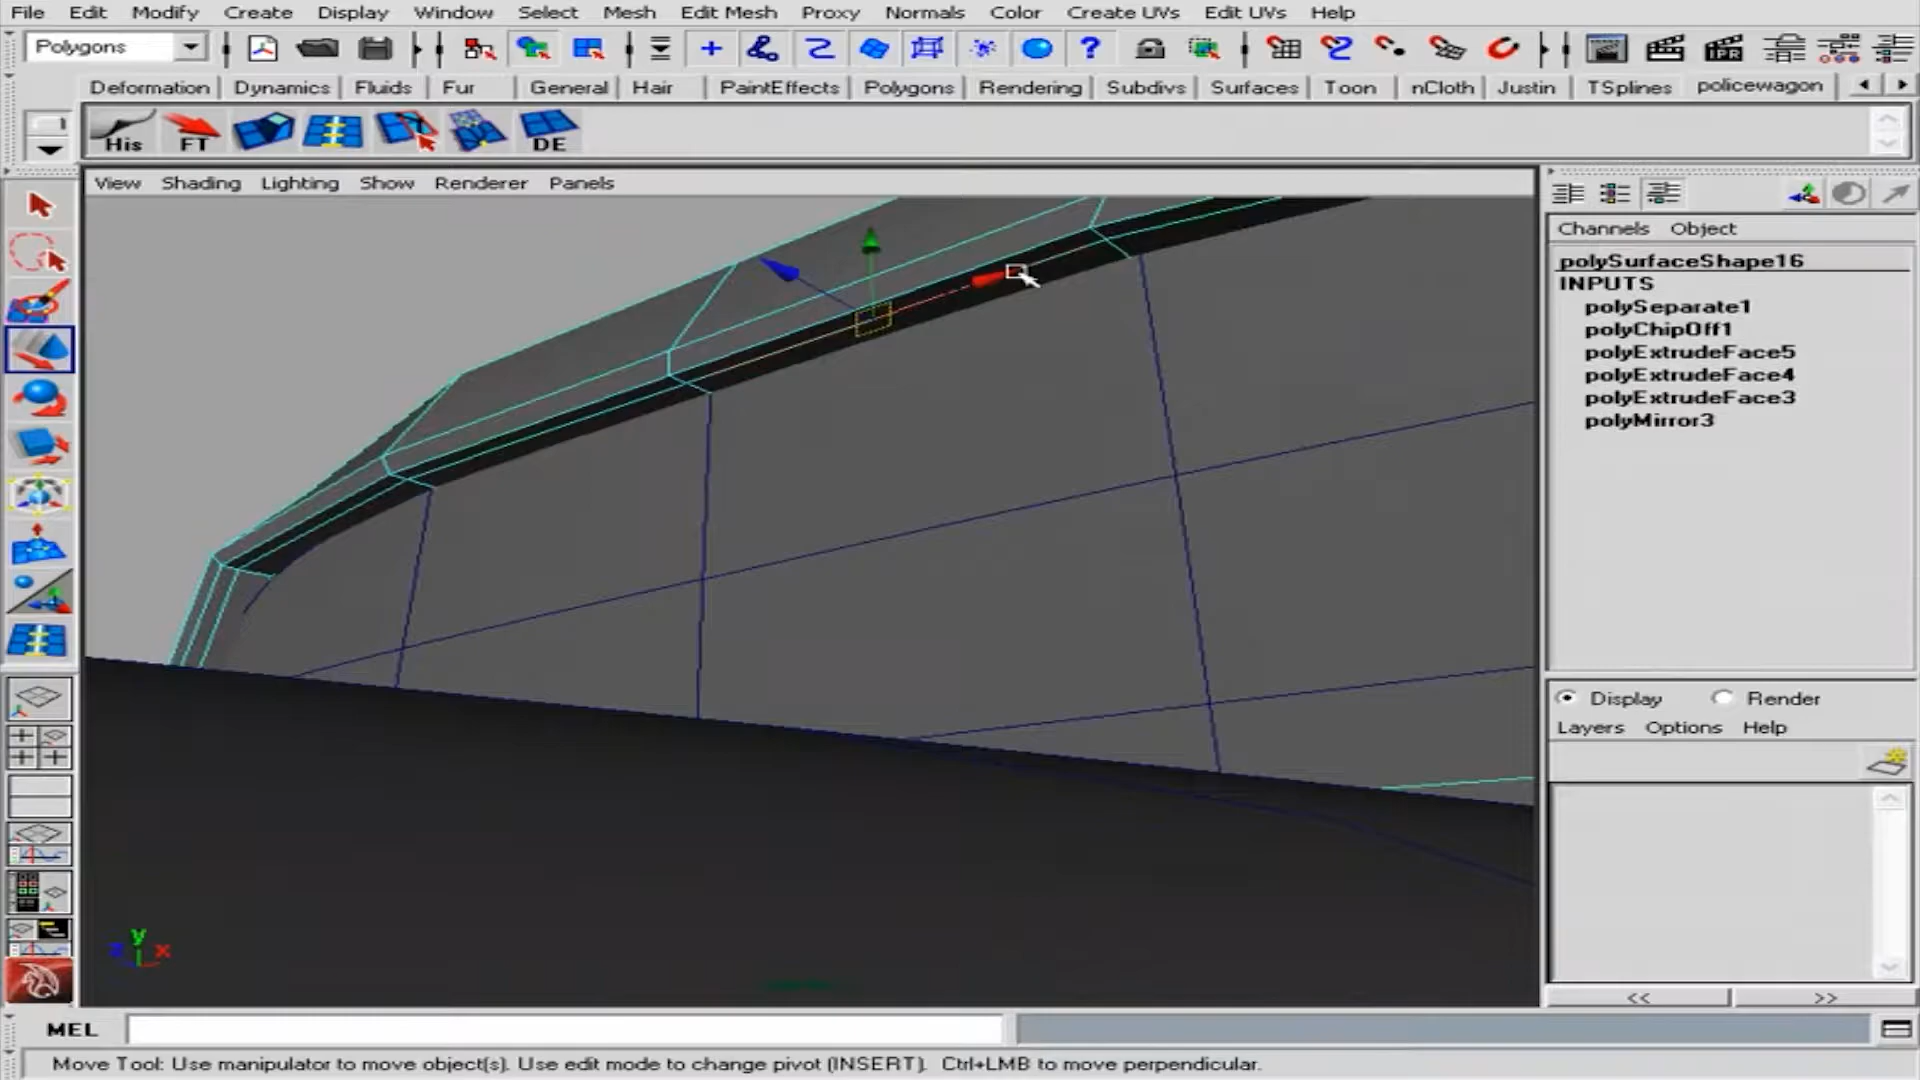 File Edit Modify Create Display Window Select Mesh Edit Mesh Proxy Normals Color Create UVs Edit UVs Help
Polygons
IPR
Deformation Dynamics Fluids Fur General Hair PaintEffects Polygons Rendering Subdivs Surfaces Toon nCloth Justin TSplines policewagon
1
His FT DE
View Shading Lighting Show Renderer Panels
Channels Object
polySurfaceShape16
INPUTS
polySeparate1
polyChipOff1
polyExtrudeFace5
polyExtrudeFace4
polyExtrudeFace3
polyMirror3
Display Render
Layers Options Help
y
z x
<< >>
MEL
Move Tool: Use manipulator to move object(s). Use edit mode to change pivot (INSERT). Ctrl+LMB to move perpendicular.